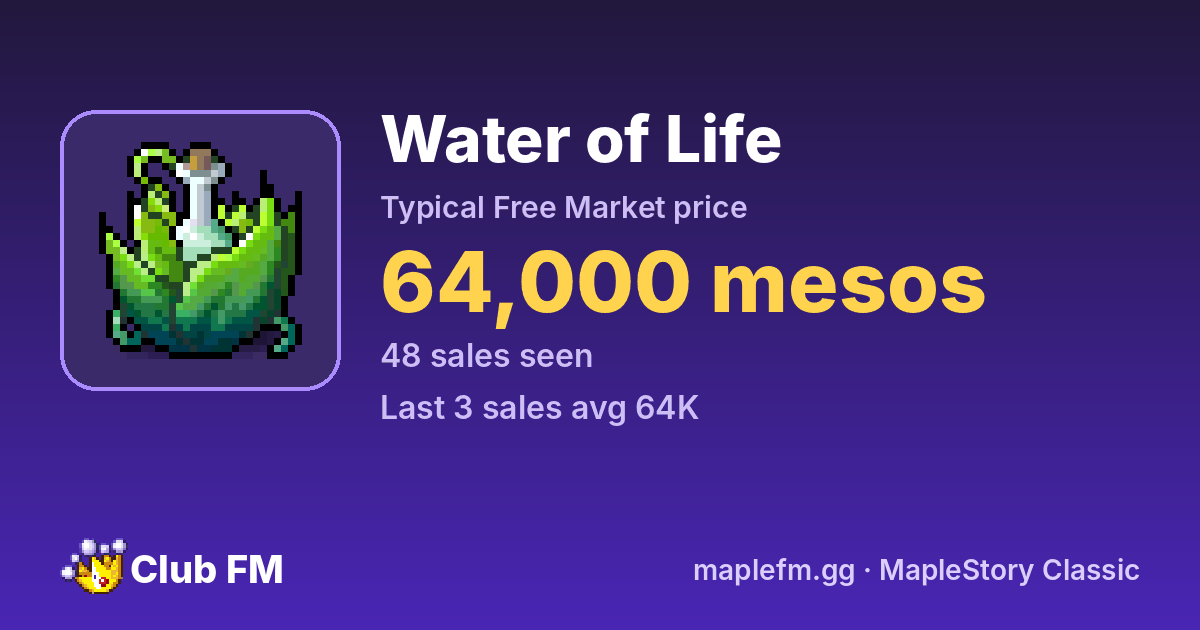 Water of Life
Typical Free Market price
64,000 mesos
48 sales seen
Last 3 sales avg 64K
Club FM
maplefm.gg · MapleStory Classic